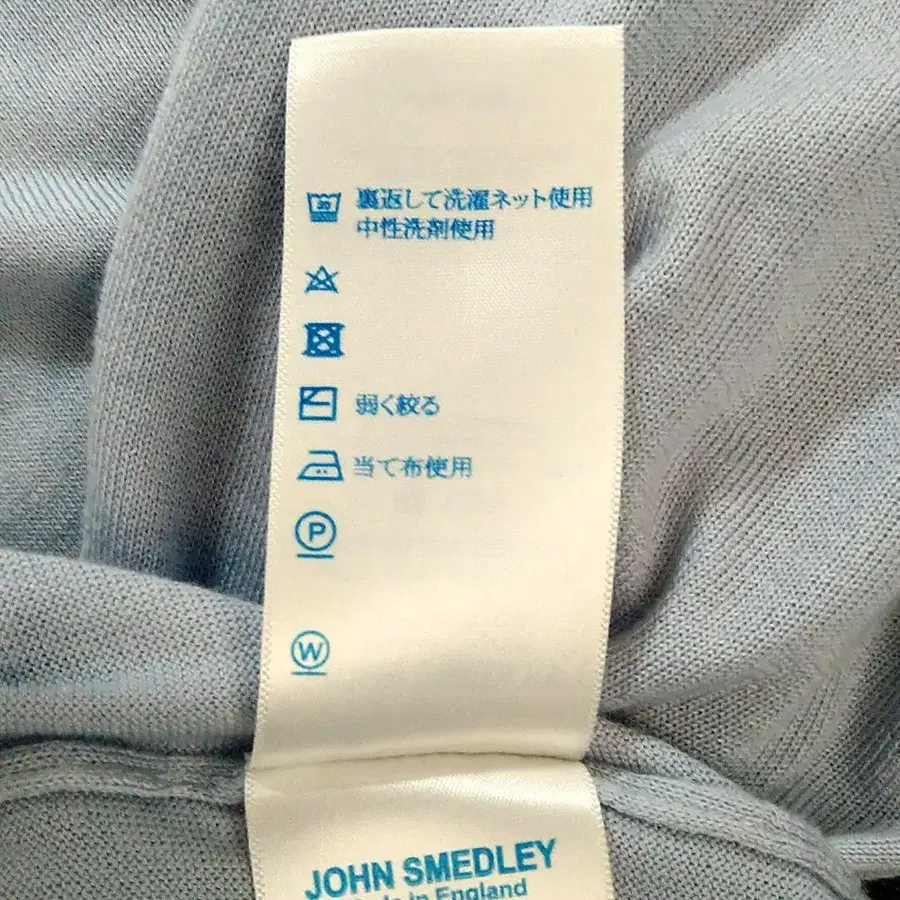 裏返して洗濯ネット使用
中性洗剤使用
弱く絞る
当て布使用
P
W
JOHN SMEDLEY
Made in England